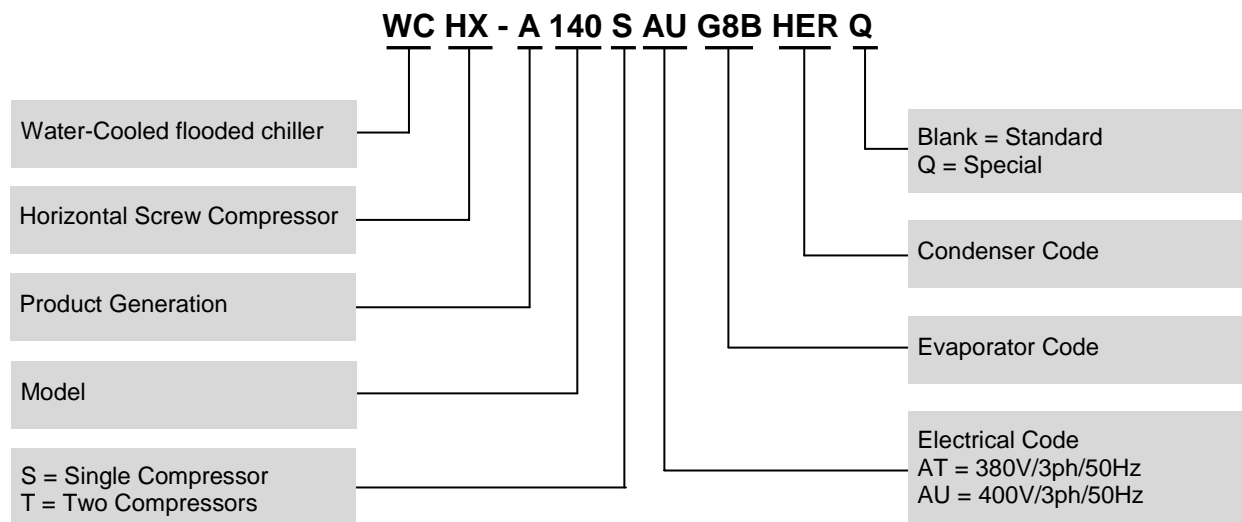 WC HX - A 140 S AU G8B HER Q
Water-Cooled flooded chiller
Horizontal Screw Compressor
Product Generation
Model
S = Single Compressor
T = Two Compressors
Blank = Standard
Q = Special
Condenser Code
Evaporator Code
Electrical Code
AT = 380V/3ph/50Hz
AU = 400V/3ph/50Hz